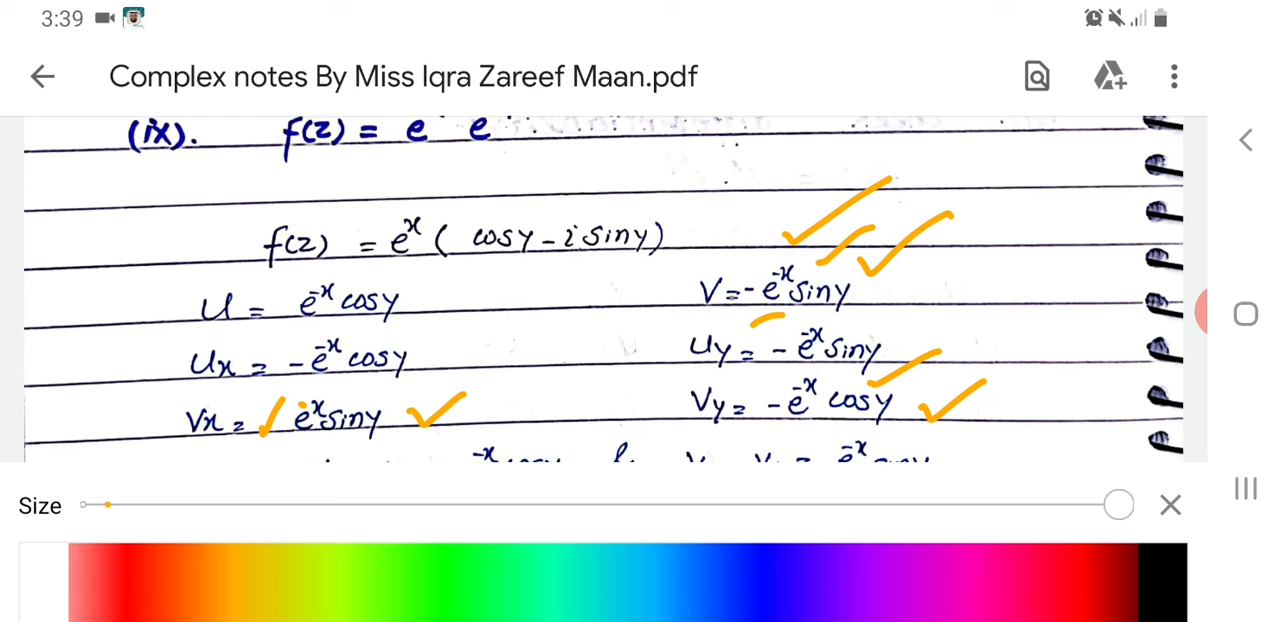 3:39
Complex notes By Miss Iqra Zareef Maan.pdf
(ix). f(z) = e e
f(z) = e^x ( cosy - i siny)
U = e^-x cosy V = - e^-x siny
Ux = - e^-x cosy Uy = - e^-x siny
Vx = e^-x siny Vy = - e^-x cosy
Size